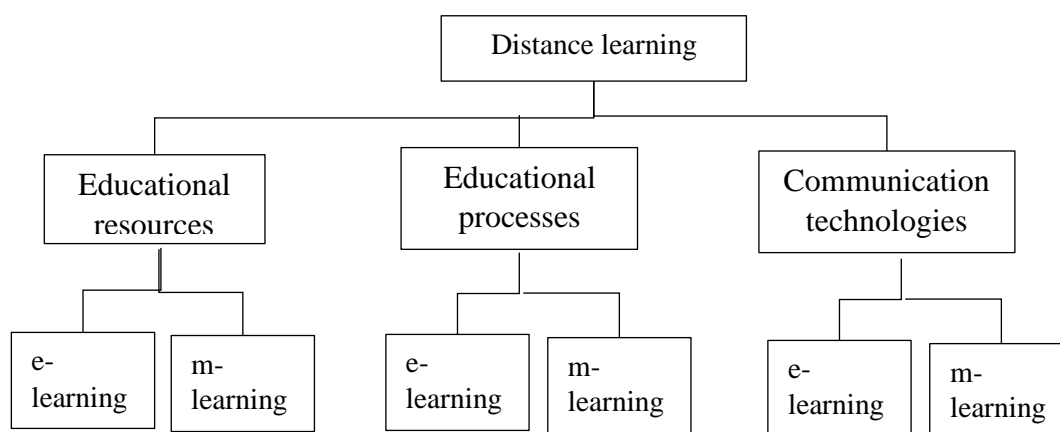 Distance learning
Educational
resources
Educational
processes
Communication
technologies
e-
learning
m-
learning
e-
learning
m-
learning
e-
learning
m-
learning